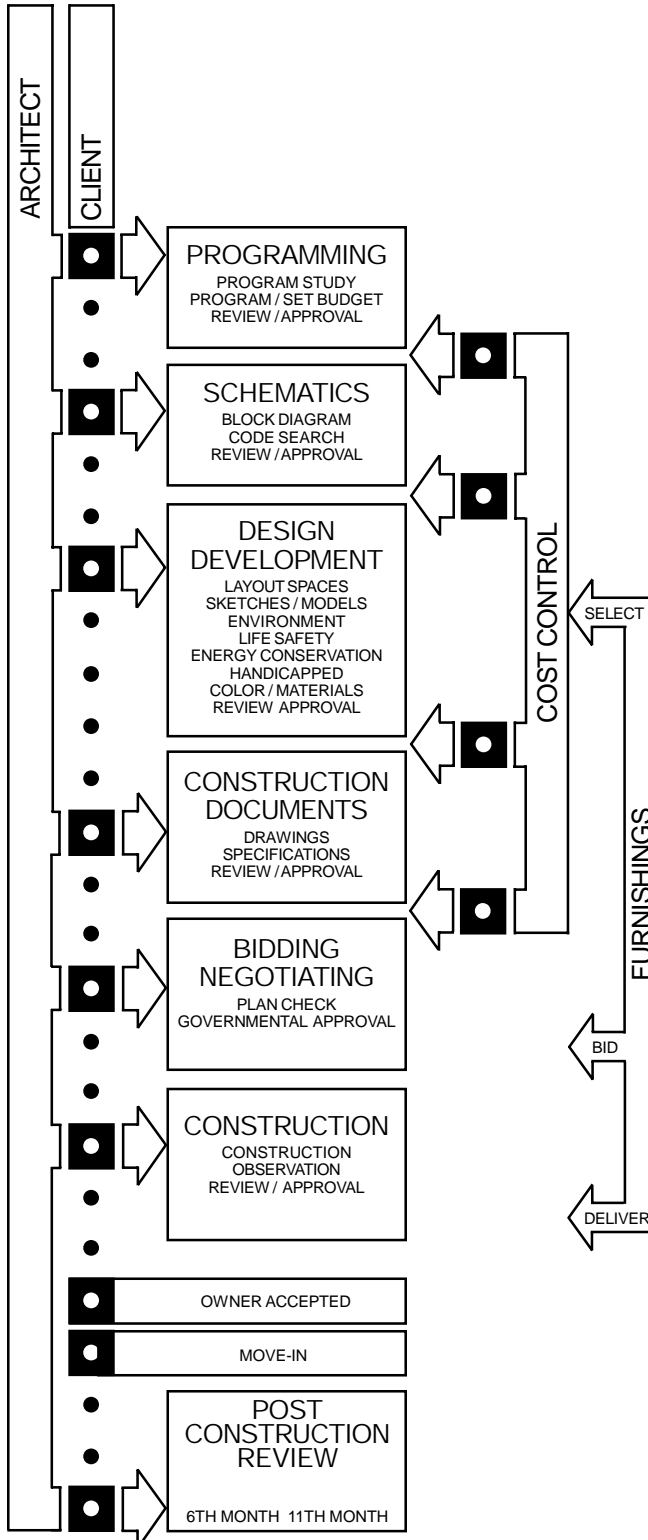 ARCHITECT
CLIENT
PROGRAMMING
PROGRAM STUDY
PROGRAM / SET BUDGET
REVIEW / APPROVAL
SCHEMATICS
BLOCK DIAGRAM
CODE SEARCH
REVIEW / APPROVAL
DESIGN
DEVELOPMENT
LAYOUT SPACES
SKETCHES / MODELS
ENVIRONMENT
LIFE SAFETY
ENERGY CONSERVATION
HANDICAPPED
COLOR / MATERIALS
REVIEW APPROVAL
CONSTRUCTION
DOCUMENTS
DRAWINGS
SPECIFICATIONS
REVIEW / APPROVAL
BIDDING
NEGOTIATING
PLAN CHECK
GOVERNMENTAL APPROVAL
CONSTRUCTION
CONSTRUCTION
OBSERVATION
REVIEW / APPROVAL
OWNER ACCEPTED
MOVE-IN
POST
CONSTRUCTION
REVIEW
6TH MONTH 11TH MONTH
COST CONTROL
SELECT
FURNISHINGS
BID
DELIVER